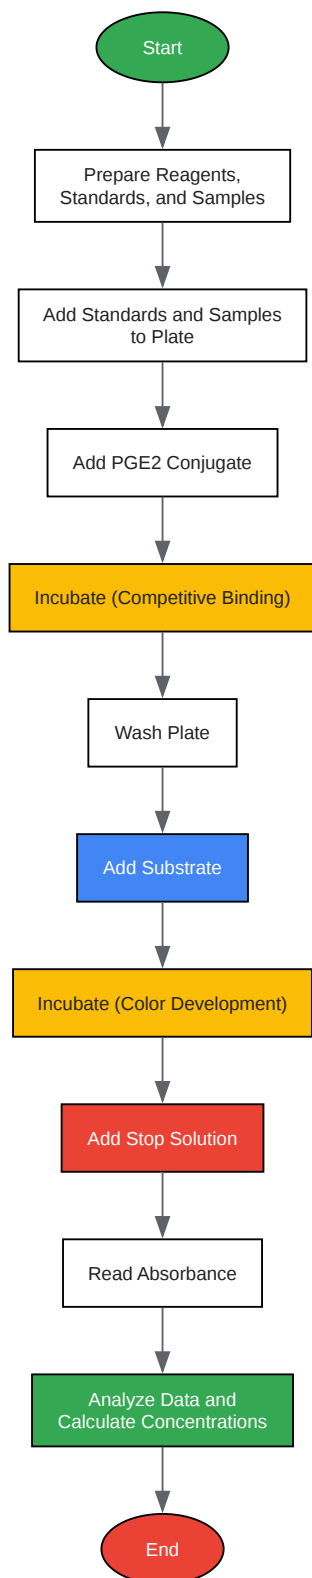 Start
Prepare Reagents,
Standards, and Samples
Add Standards and Samples
to Plate
Add PGE2 Conjugate
Incubate (Competitive Binding)
Wash Plate
Add Substrate
Incubate (Color Development)
Add Stop Solution
Read Absorbance
Analyze Data and
Calculate Concentrations
End